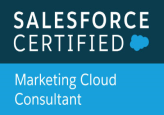 SALESFORCE
CERTIFIED
Marketing Cloud
Consultant